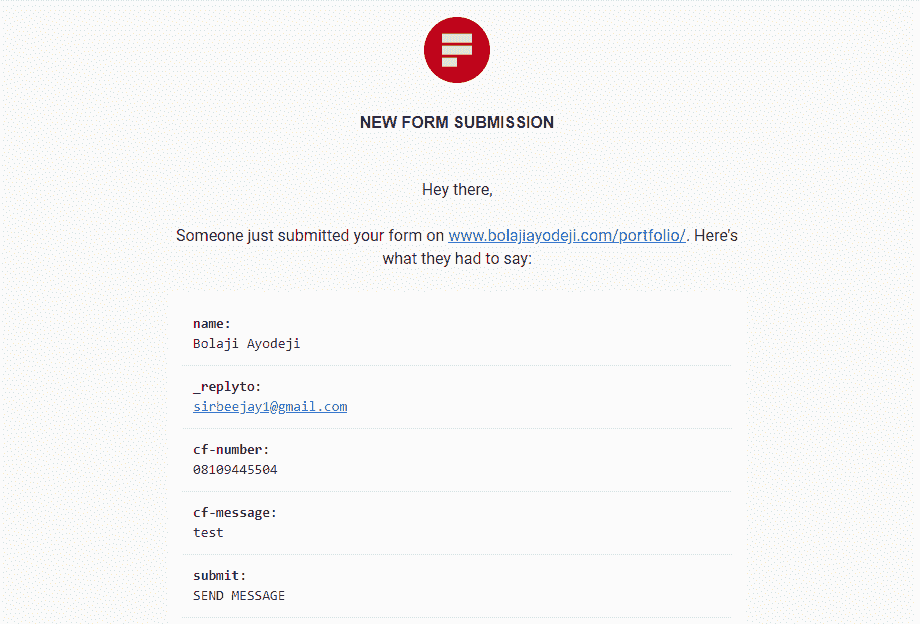 NEW FORM SUBMISSION
Hey there,
Someone just submitted your form on www.bolajiayodeji.com/portfolio/. Here's
what they had to say:
name:
Bolaji Ayodeji
_replyto:
sirbeejay1@gmail.com
cf-number:
08109445504
cf-message:
test
submit:
SEND MESSAGE